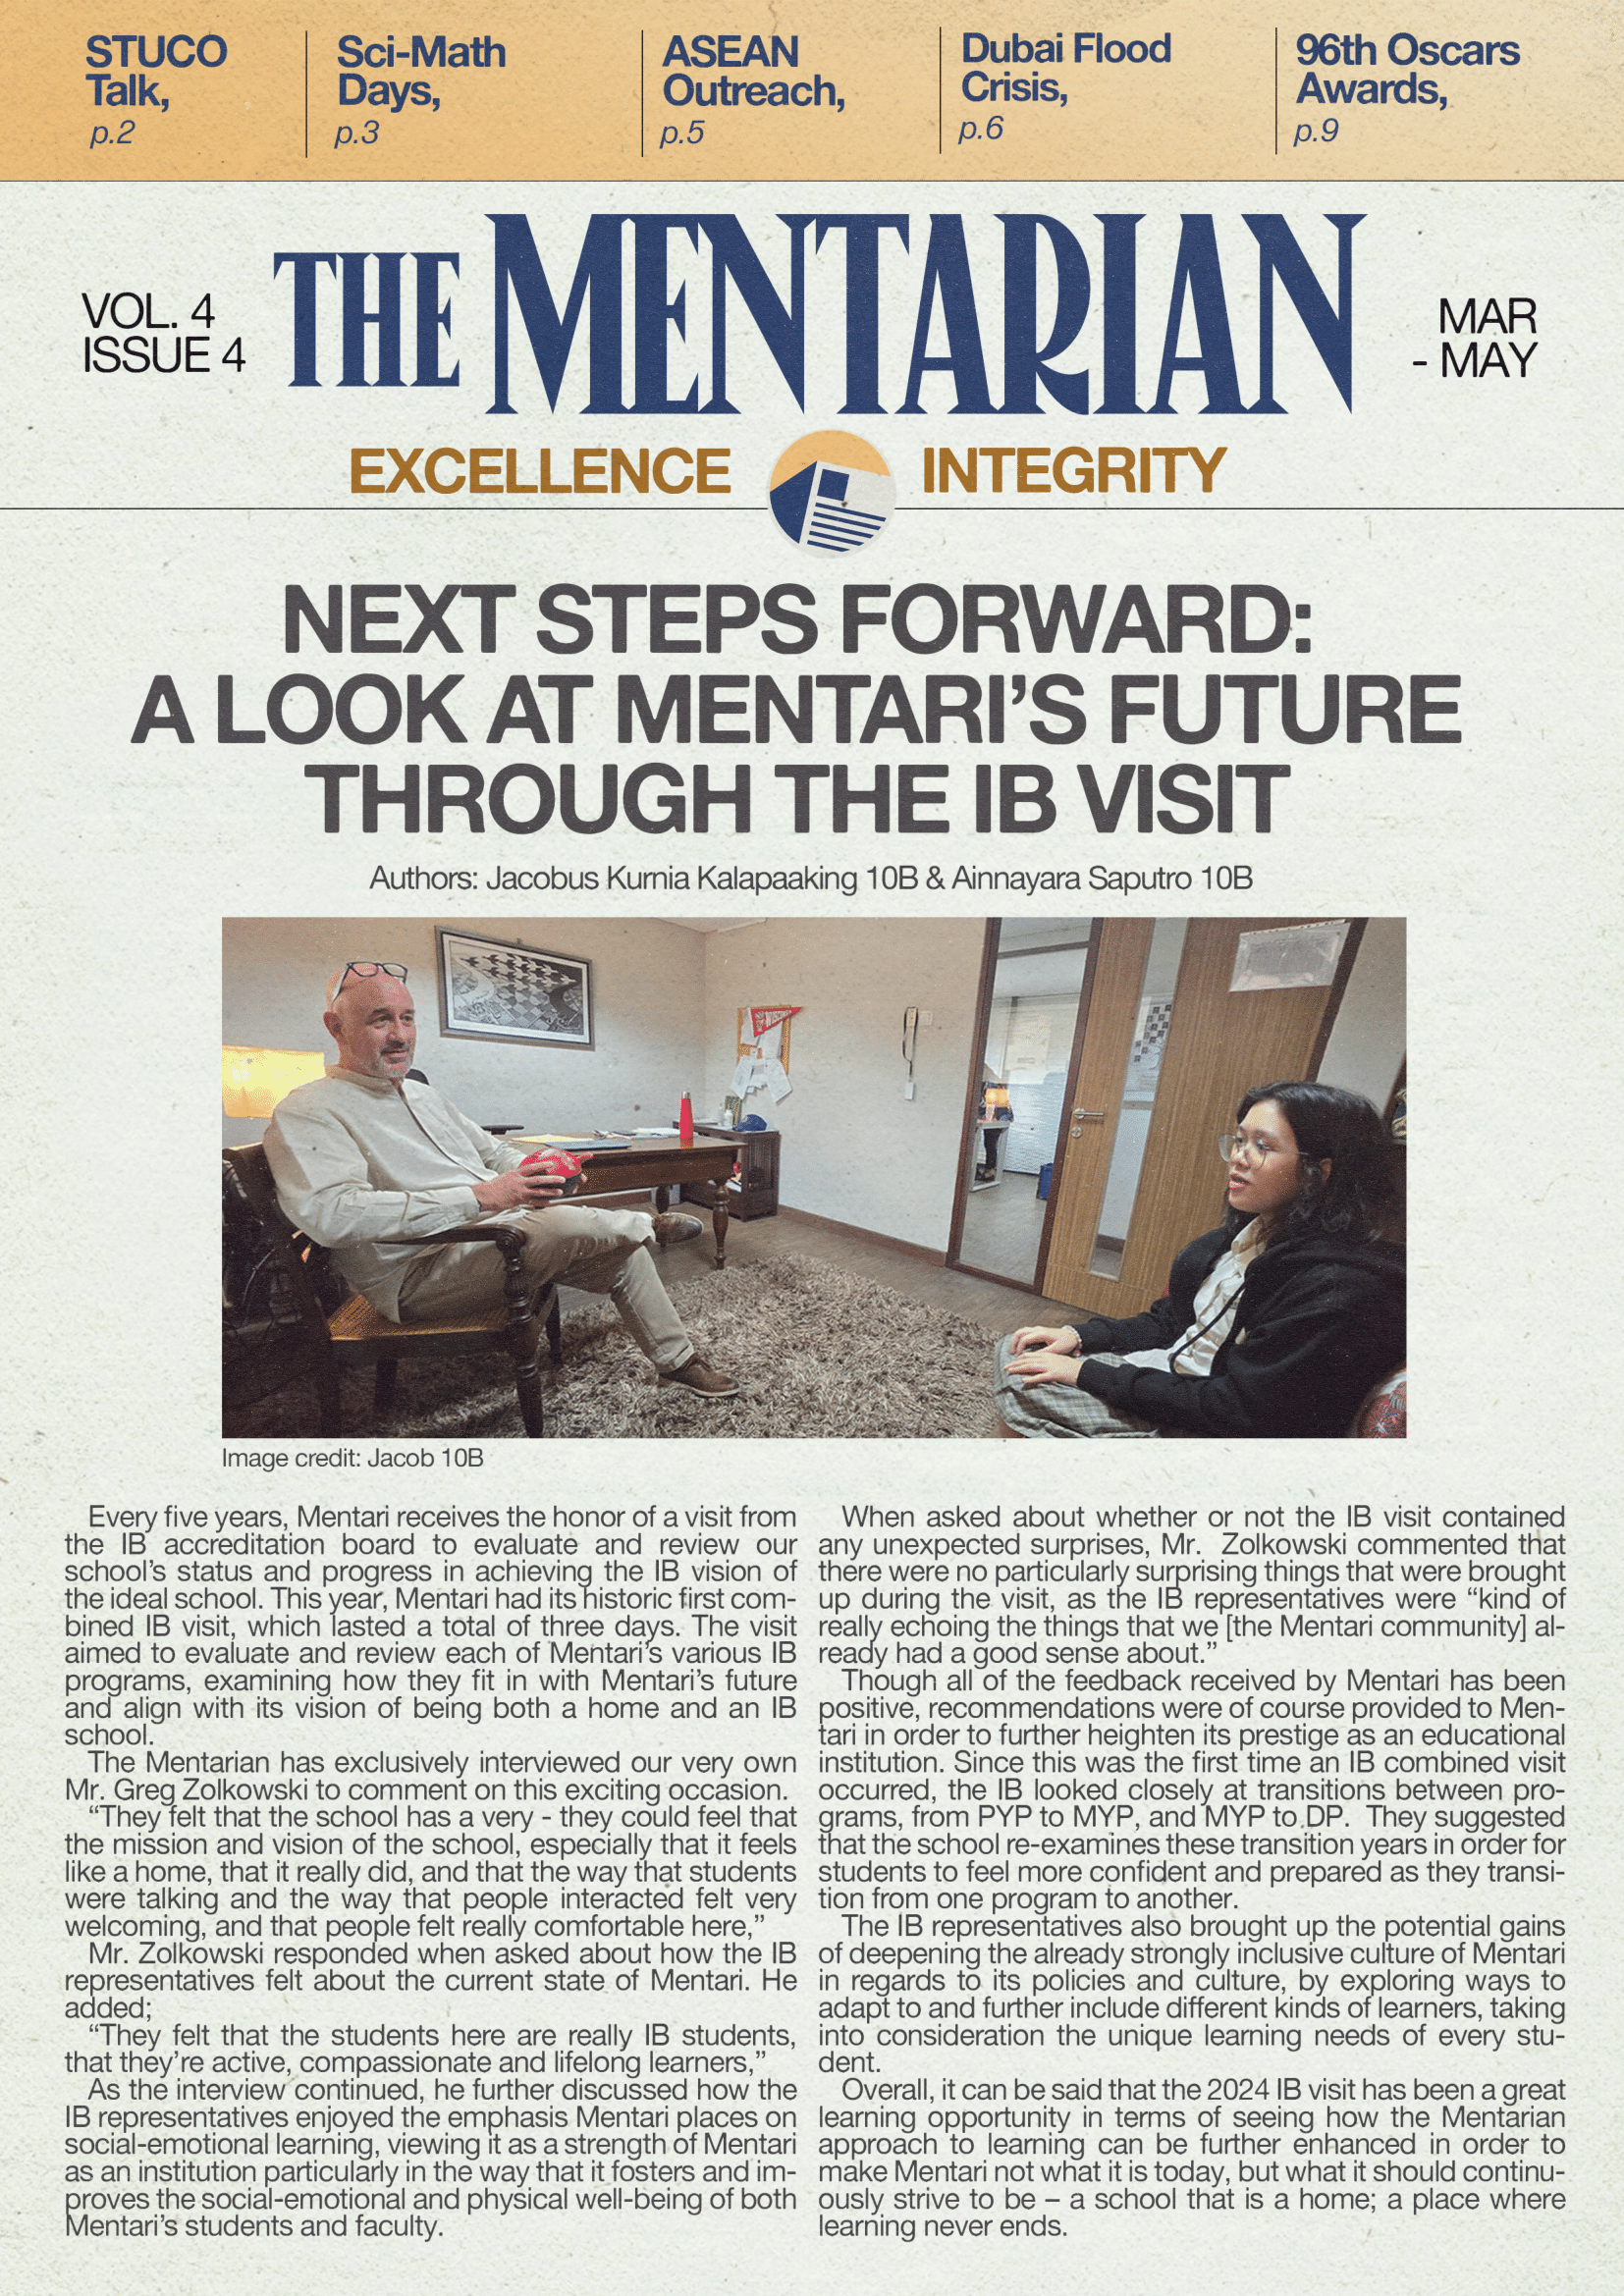 STUCO
Talk,
p.2
Sci-Math
Days,
p.3
ASEAN
Outreach,
p.5
Dubai Flood
Crisis,
p.6
96th Oscars
Awards,
p.9
VOL. 4
ISSUE 4
THE MENTARIAN
MAR
- MAY
EXCELLENCE INTEGRITY
NEXT STEPS FORWARD:
A LOOK AT MENTARI’S FUTURE
THROUGH THE IB VISIT
Authors: Jacobus Kurnia Kalapaaking 10B & Ainnayara Saputro 10B
Image credit: Jacob 10B
Every five years, Mentari receives the honor of a visit from
the IB accreditation board to evaluate and review our
school’s status and progress in achieving the IB vision of
the ideal school. This year, Mentari had its historic first com-
bined IB visit, which lasted a total of three days. The visit
aimed to evaluate and review each of Mentari’s various IB
programs, examining how they fit in with Mentari’s future
and align with its vision of being both a home and an IB
school.
The Mentarian has exclusively interviewed our very own
Mr. Greg Zolkowski to comment on this exciting occasion.
“They felt that the school has a very - they could feel that
the mission and vision of the school, especially that it feels
like a home, that it really did, and that the way that students
were talking and the way that people interacted felt very
welcoming, and that people felt really comfortable here,”
Mr. Zolkowski responded when asked about how the IB
representatives felt about the current state of Mentari. He
added;
“They felt that the students here are really IB students,
that they’re active, compassionate and lifelong learners,”
As the interview continued, he further discussed how the
IB representatives enjoyed the emphasis Mentari places on
social-emotional learning, viewing it as a strength of Mentari
as an institution particularly in the way that it fosters and im-
proves the social-emotional and physical well-being of both
Mentari’s students and faculty.
When asked about whether or not the IB visit contained
any unexpected surprises, Mr. Zolkowski commented that
there were no particularly surprising things that were brought
up during the visit, as the IB representatives were “kind of
really echoing the things that we [the Mentari community] al-
ready had a good sense about.”
Though all of the feedback received by Mentari has been
positive, recommendations were of course provided to Men-
tari in order to further heighten its prestige as an educational
institution. Since this was the first time an IB combined visit
occurred, the IB looked closely at transitions between pro-
grams, from PYP to MYP, and MYP to DP. They suggested
that the school re-examines these transition years in order for
students to feel more confident and prepared as they transi-
tion from one program to another.
The IB representatives also brought up the potential gains
of deepening the already strongly inclusive culture of Mentari
in regards to its policies and culture, by exploring ways to
adapt to and further include different kinds of learners, taking
into consideration the unique learning needs of every stu-
dent.
Overall, it can be said that the 2024 IB visit has been a great
learning opportunity in terms of seeing how the Mentarian
approach to learning can be further enhanced in order to
make Mentari not what it is today, but what it should continu-
ously strive to be – a school that is a home; a place where
learning never ends.